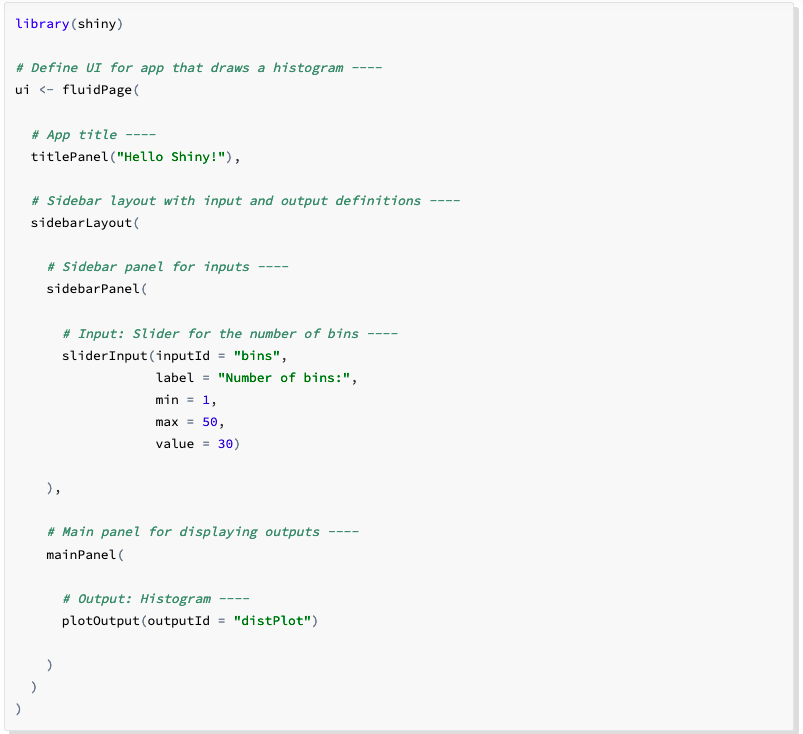 library(shiny)

# Define UI for app that draws a histogram ----
ui <- fluidPage(

  # App title ----
  titlePanel("Hello Shiny!"),

  # Sidebar layout with input and output definitions ----
  sidebarLayout(

    # Sidebar panel for inputs ----
    sidebarPanel(

      # Input: Slider for the number of bins ----
      sliderInput(inputId = "bins",
                  label = "Number of bins:",
                  min = 1,
                  max = 50,
                  value = 30)

    ),

    # Main panel for displaying outputs ----
    mainPanel(

      # Output: Histogram ----
      plotOutput(outputId = "distPlot")

    )
  )
)